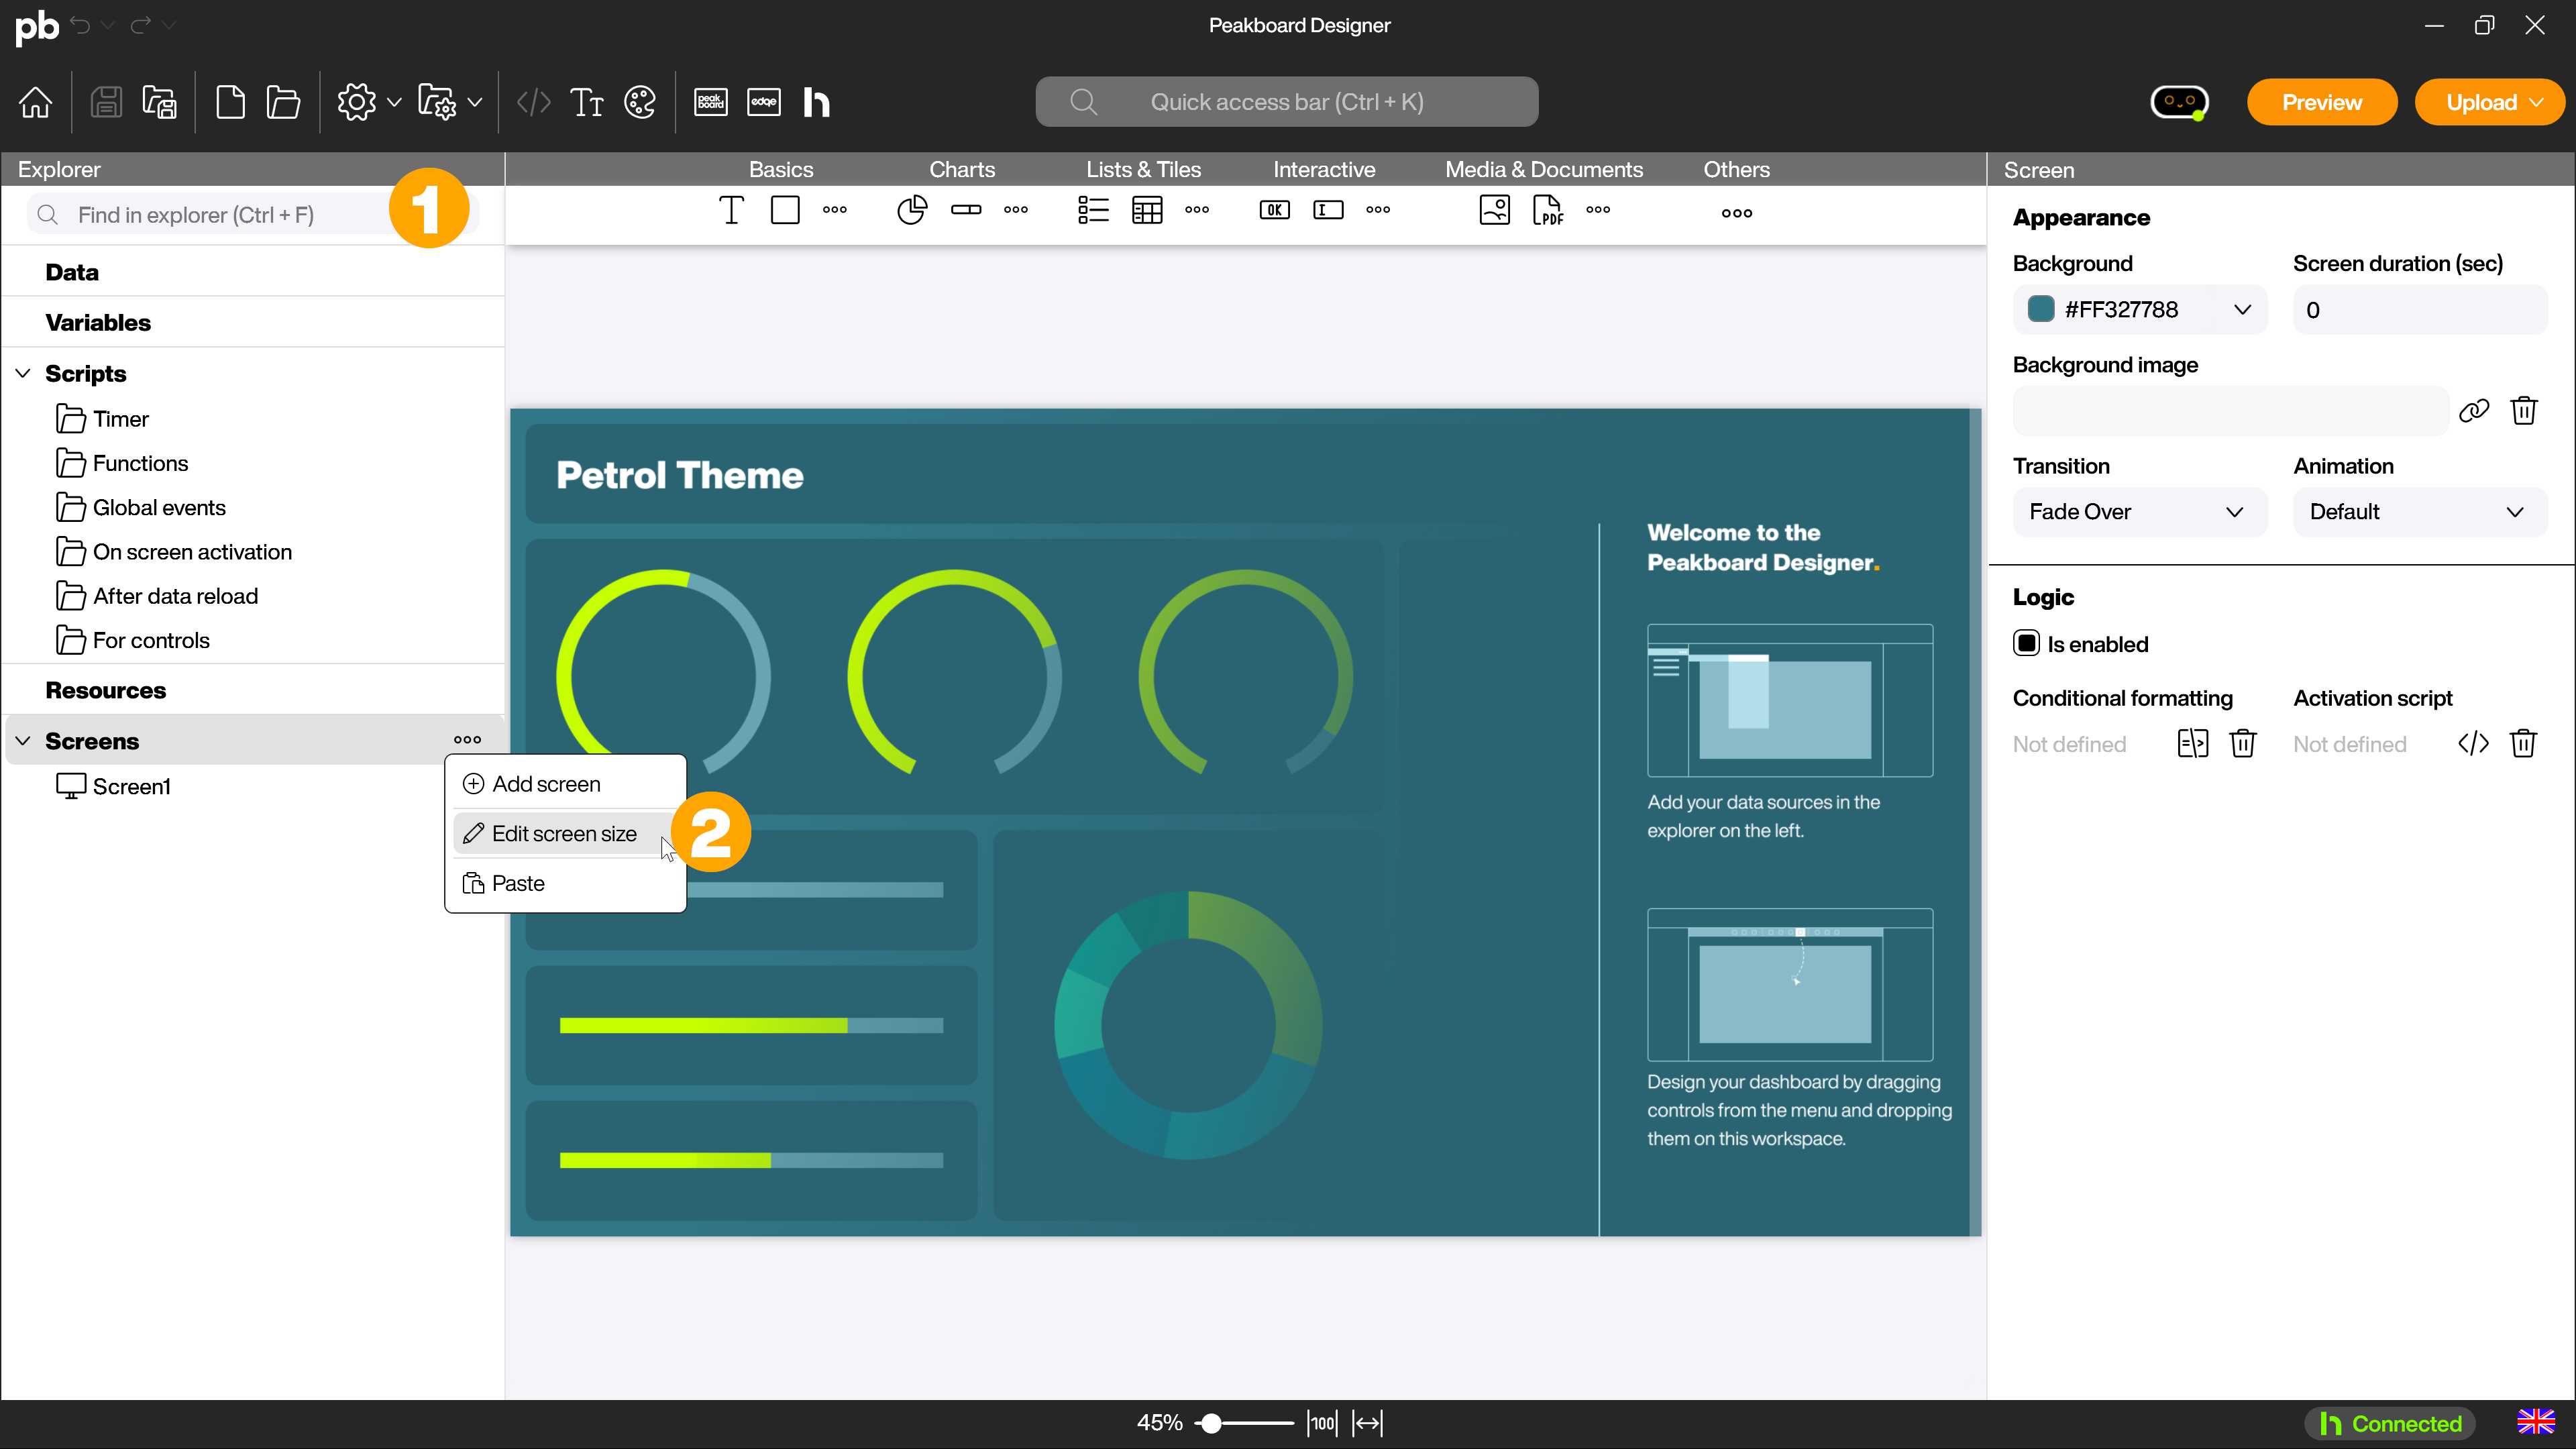 pb
Peakboard Designer
peak
board
edge
Quick access bar (Ctrl + K)
Preview
Upload
Explorer
Basics
Charts
Lists & Tiles
Interactive
Media & Documents
Others
Screen
Find in explorer (Ctrl + F)
1
OK
PDF
Appearance
Data
Background
Screen duration (sec)
#FF327788
0
Variables
Background image
Scripts
Timer
Functions
Global events
On screen activation
After data reload
For controls
Transition
Animation
Fade Over
Default
Petrol Theme
Welcome to the
Peakboard Designer.
Logic
Is enabled
Conditional formatting
Activation script
Not defined
Not defined
Resources
Screens
Screen1
Add screen
Edit screen size
Paste
2
Add your data sources in the
explorer on the left.
Design your dashboard by dragging
controls from the menu and dropping
them on this workspace.
45%
100
Connected